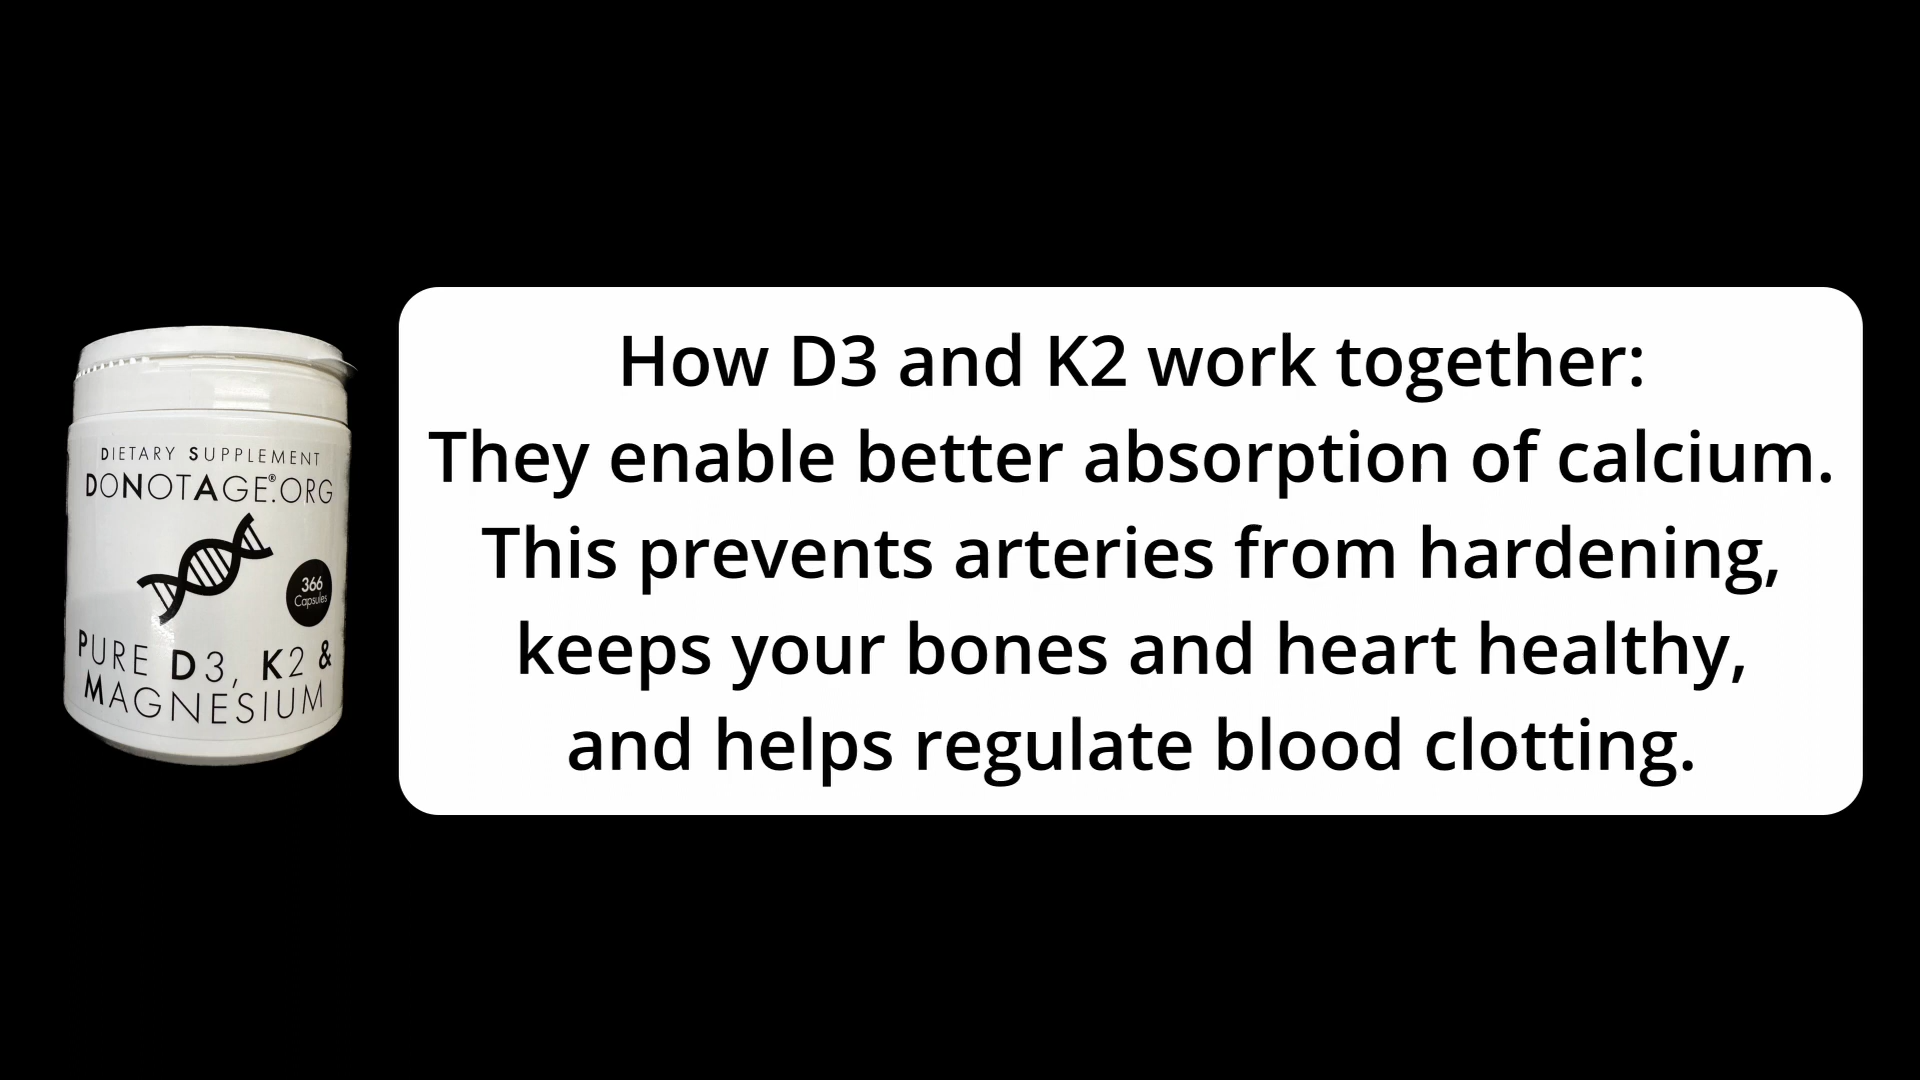 DIETARY SUPPLEMENT
DONOTAGE®.ORG
366
Capsules
PURE D3, K2 &
MAGNESIUM
How D3 and K2 work together:
They enable better absorption of calcium.
This prevents arteries from hardening,
keeps your bones and heart healthy,
and helps regulate blood clotting.